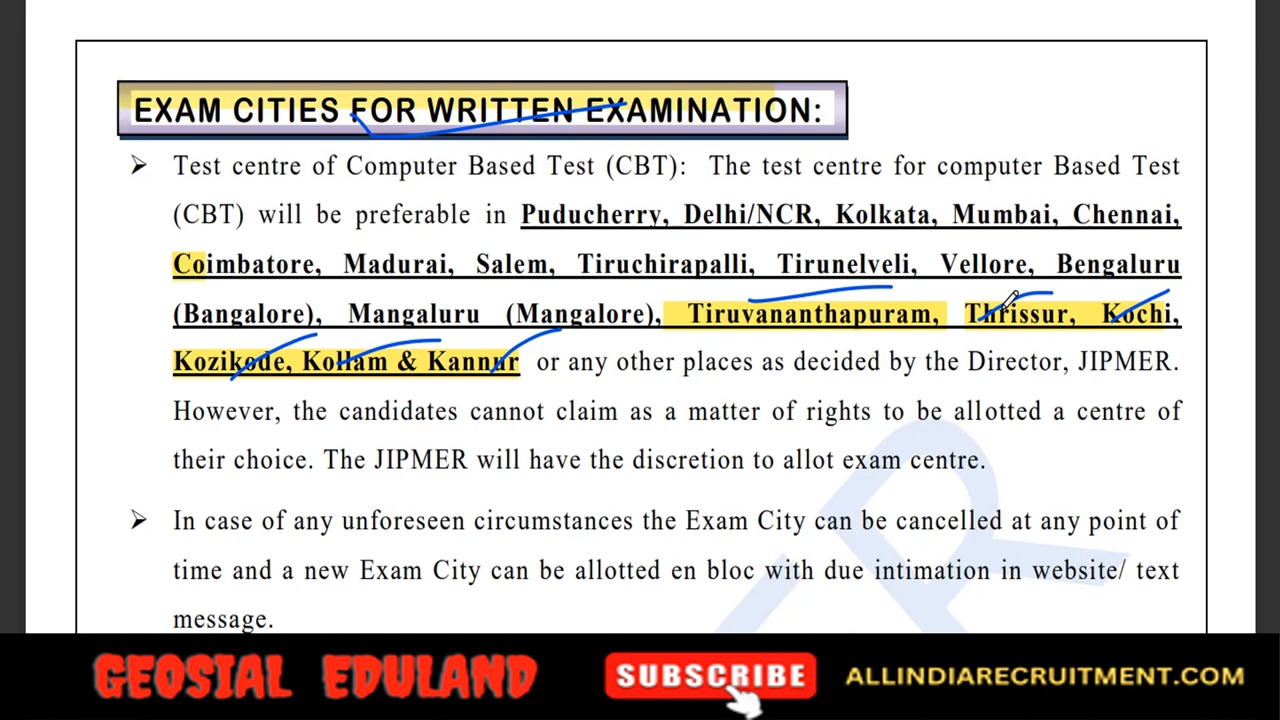 EXAM CITIES FOR WRITTEN EXAMINATION:
➢ Test centre of Computer Based Test (CBT): The test centre for computer Based Test
(CBT) will be preferable in Puducherry, Delhi/NCR, Kolkata, Mumbai, Chennai,
Coimbatore, Madurai, Salem, Tiruchirapalli, Tirunelveli, Vellore, Bengaluru
(Bangalore), Mangaluru (Mangalore), Tiruvananthapuram, Thrissur, Kochi,
Kozikode, Kollam & Kannur or any other places as decided by the Director, JIPMER.
However, the candidates cannot claim as a matter of rights to be allotted a centre of
their choice. The JIPMER will have the discretion to allot exam centre.
➢ In case of any unforeseen circumstances the Exam City can be cancelled at any point of
time and a new Exam City can be allotted en bloc with due intimation in website/ text
message.
GEOSIAL EDULAND SUBSCRIBE ALLINDIARECRUITMENT.COM